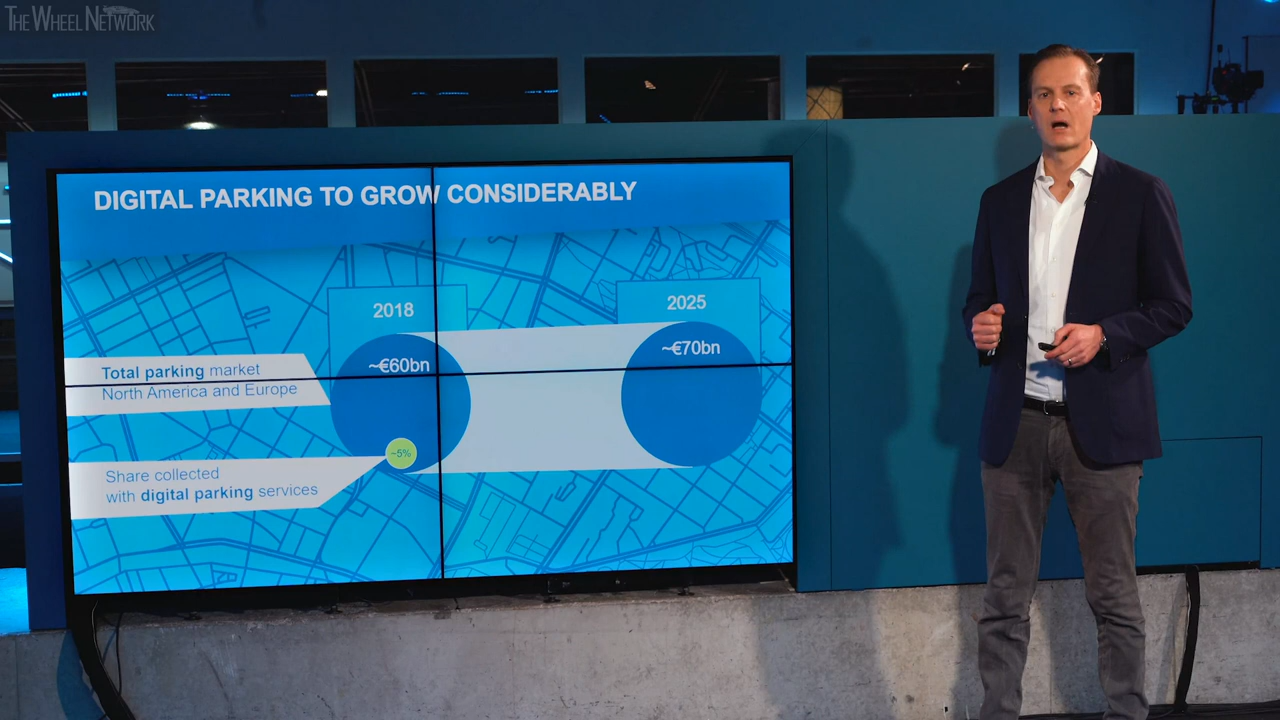 THE WHEEL NETWORK
DIGITAL PARKING TO GROW CONSIDERABLY
2018
2025
~€60bn
~€70bn
Total parking market
North America and Europe
~5%
Share collected
with digital parking services